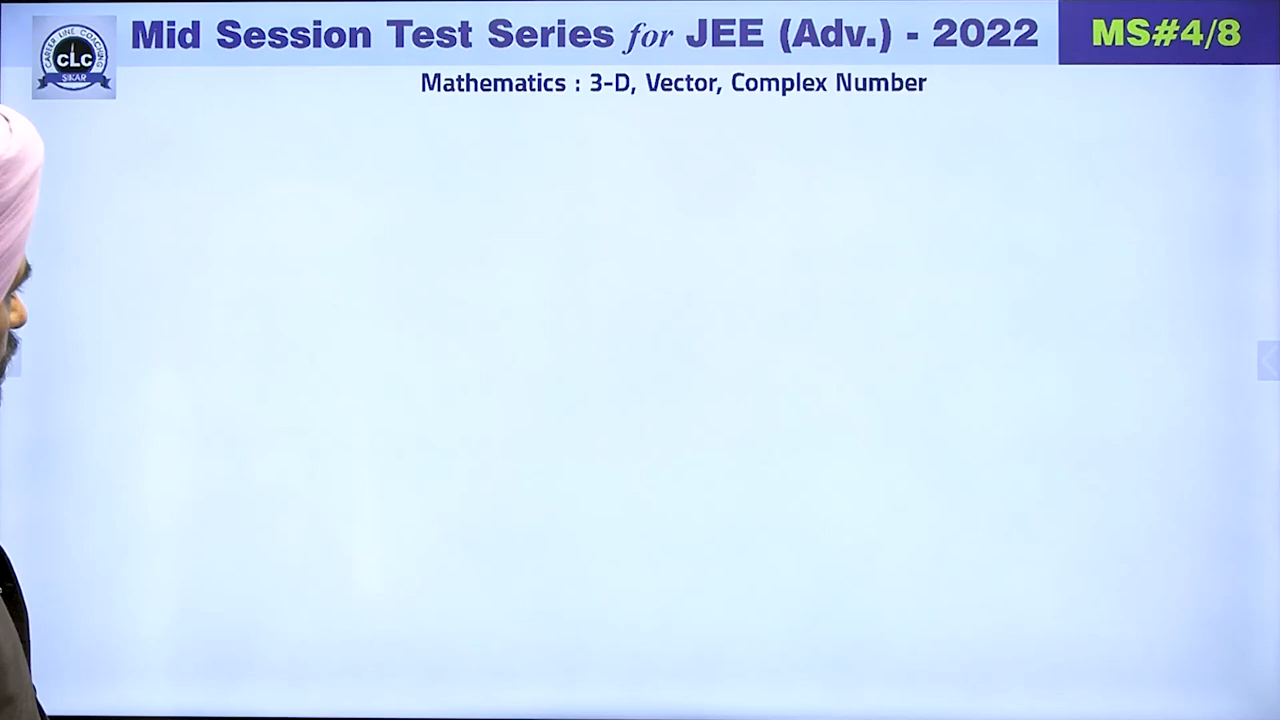 Mid Session Test Series for JEE (Adv.) - 2022
MS#4/8
CAREER LINE COACHING
CLC
SIKAR
Mathematics : 3-D, Vector, Complex Number